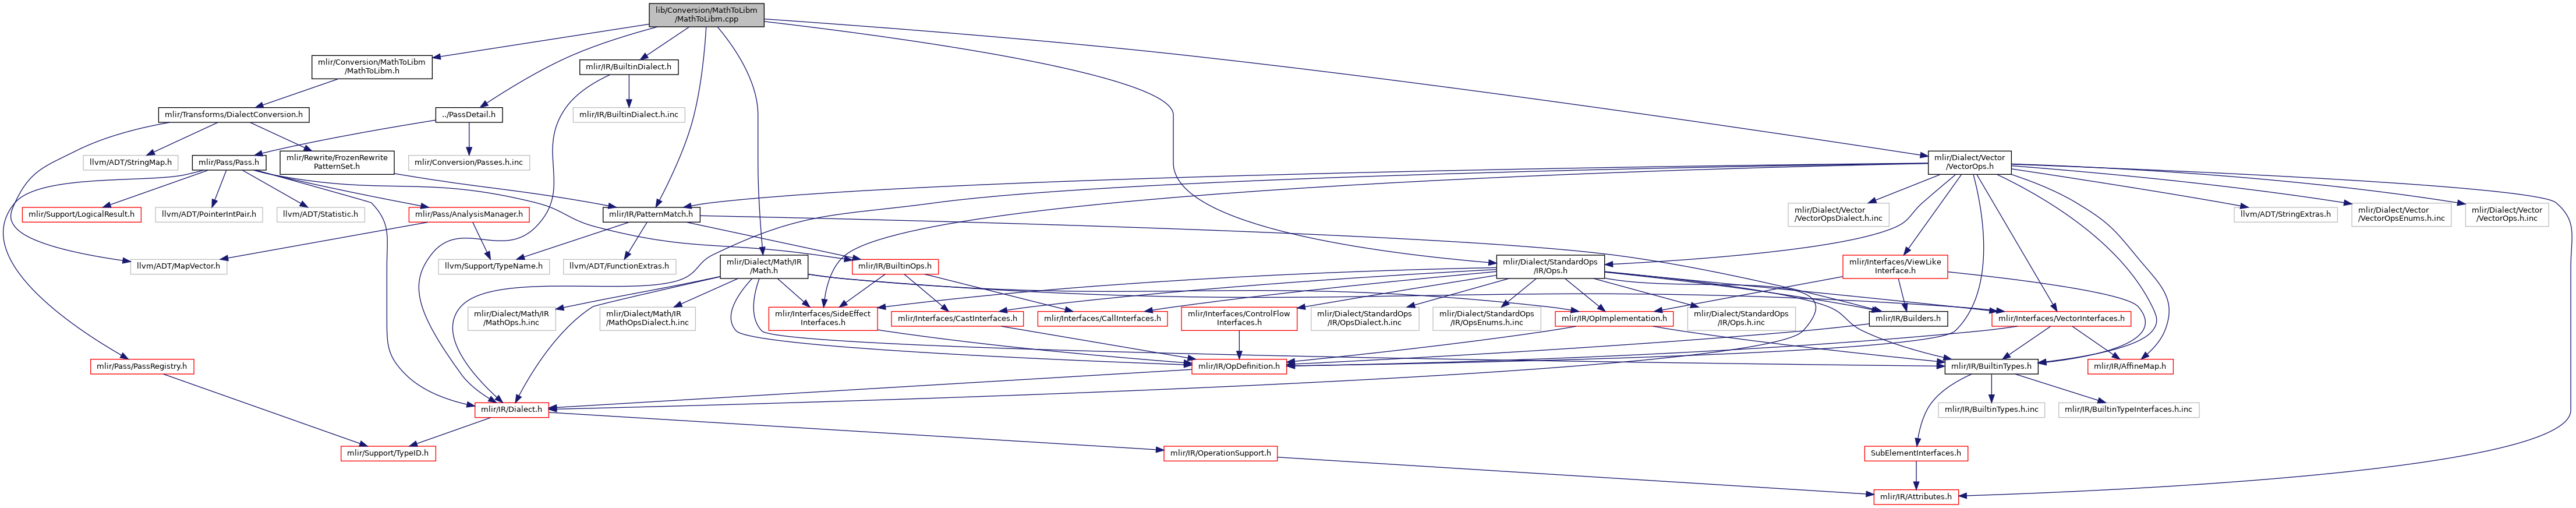 lib/Conversion/MathToLibm
/MathToLibm.cpp
mlir/Conversion/MathToLibm
/MathToLibm.h
mlir/IR/BuiltinDialect.h
mlir/Transforms/DialectConversion.h
../PassDetail.h
mlir/IR/BuiltinDialect.h.inc
llvm/ADT/StringMap.h
mlir/Pass/Pass.h
mlir/Rewrite/FrozenRewrite
PatternSet.h
mlir/Conversion/Passes.h.inc
mlir/Dialect/Vector
/VectorOps.h
mlir/Support/LogicalResult.h
llvm/ADT/PointerIntPair.h
llvm/ADT/Statistic.h
mlir/Pass/AnalysisManager.h
mlir/IR/PatternMatch.h
mlir/Dialect/Vector
/VectorOpsDialect.h.inc
llvm/ADT/StringExtras.h
mlir/Dialect/Vector
/VectorOpsEnums.h.inc
mlir/Dialect/Vector
/VectorOps.h.inc
llvm/ADT/MapVector.h
llvm/Support/TypeName.h
llvm/ADT/FunctionExtras.h
mlir/Dialect/Math/IR
/Math.h
mlir/IR/BuiltinOps.h
mlir/Dialect/StandardOps
/IR/Ops.h
mlir/Interfaces/ViewLike
Interface.h
mlir/Dialect/Math/IR
/MathOps.h.inc
mlir/Dialect/Math/IR
/MathOpsDialect.h.inc
mlir/Interfaces/SideEffect
Interfaces.h
mlir/Interfaces/CastInterfaces.h
mlir/Interfaces/CallInterfaces.h
mlir/Interfaces/ControlFlow
Interfaces.h
mlir/Dialect/StandardOps
/IR/OpsDialect.h.inc
mlir/Dialect/StandardOps
/IR/OpsEnums.h.inc
mlir/IR/OpImplementation.h
mlir/Dialect/StandardOps
/IR/Ops.h.inc
mlir/IR/Builders.h
mlir/Interfaces/VectorInterfaces.h
mlir/Pass/PassRegistry.h
mlir/IR/OpDefinition.h
mlir/IR/BuiltinTypes.h
mlir/IR/AffineMap.h
mlir/IR/Dialect.h
mlir/IR/BuiltinTypes.h.inc
mlir/IR/BuiltinTypeInterfaces.h.inc
mlir/Support/TypeID.h
mlir/IR/OperationSupport.h
SubElementInterfaces.h
mlir/IR/Attributes.h